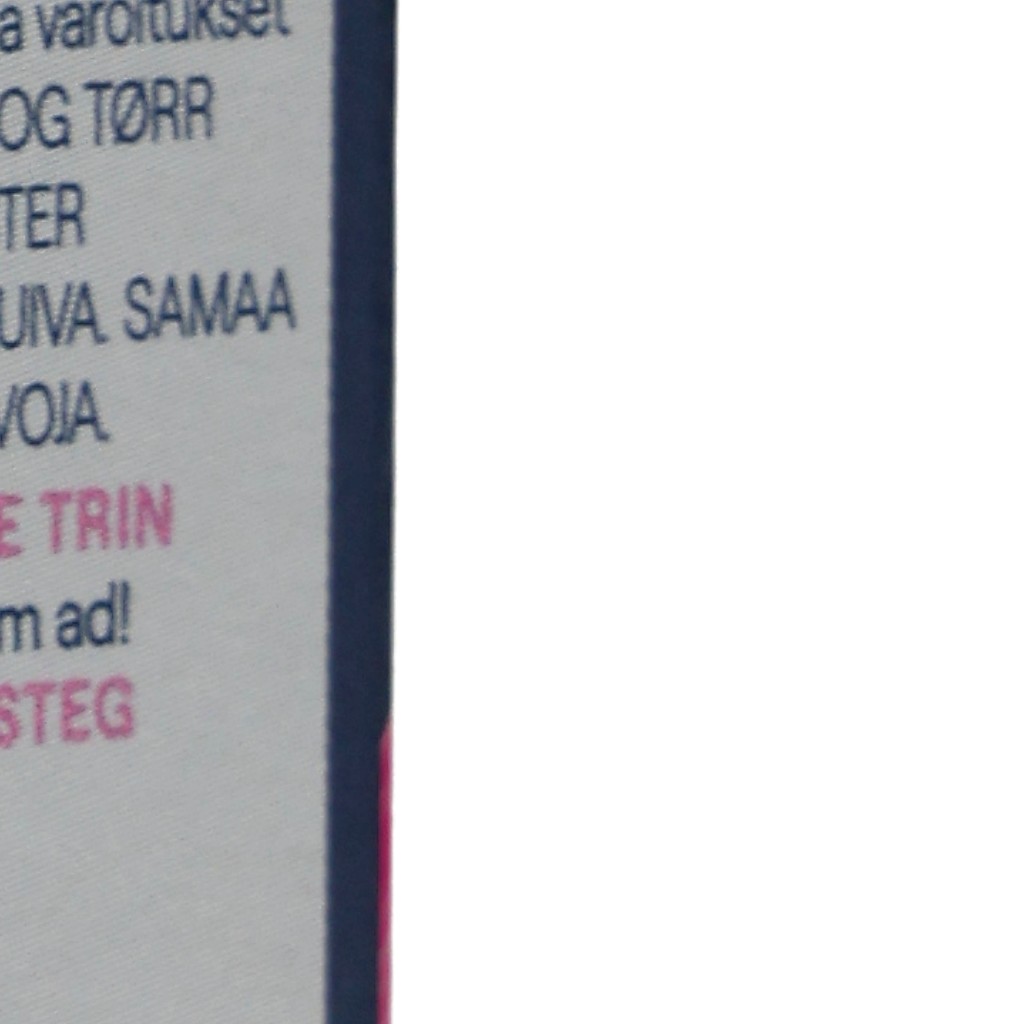 a varoitukset
OG TØRR
TER
UIVA. SAMAA
VOJA.
E TRIN
m ad!
STEG